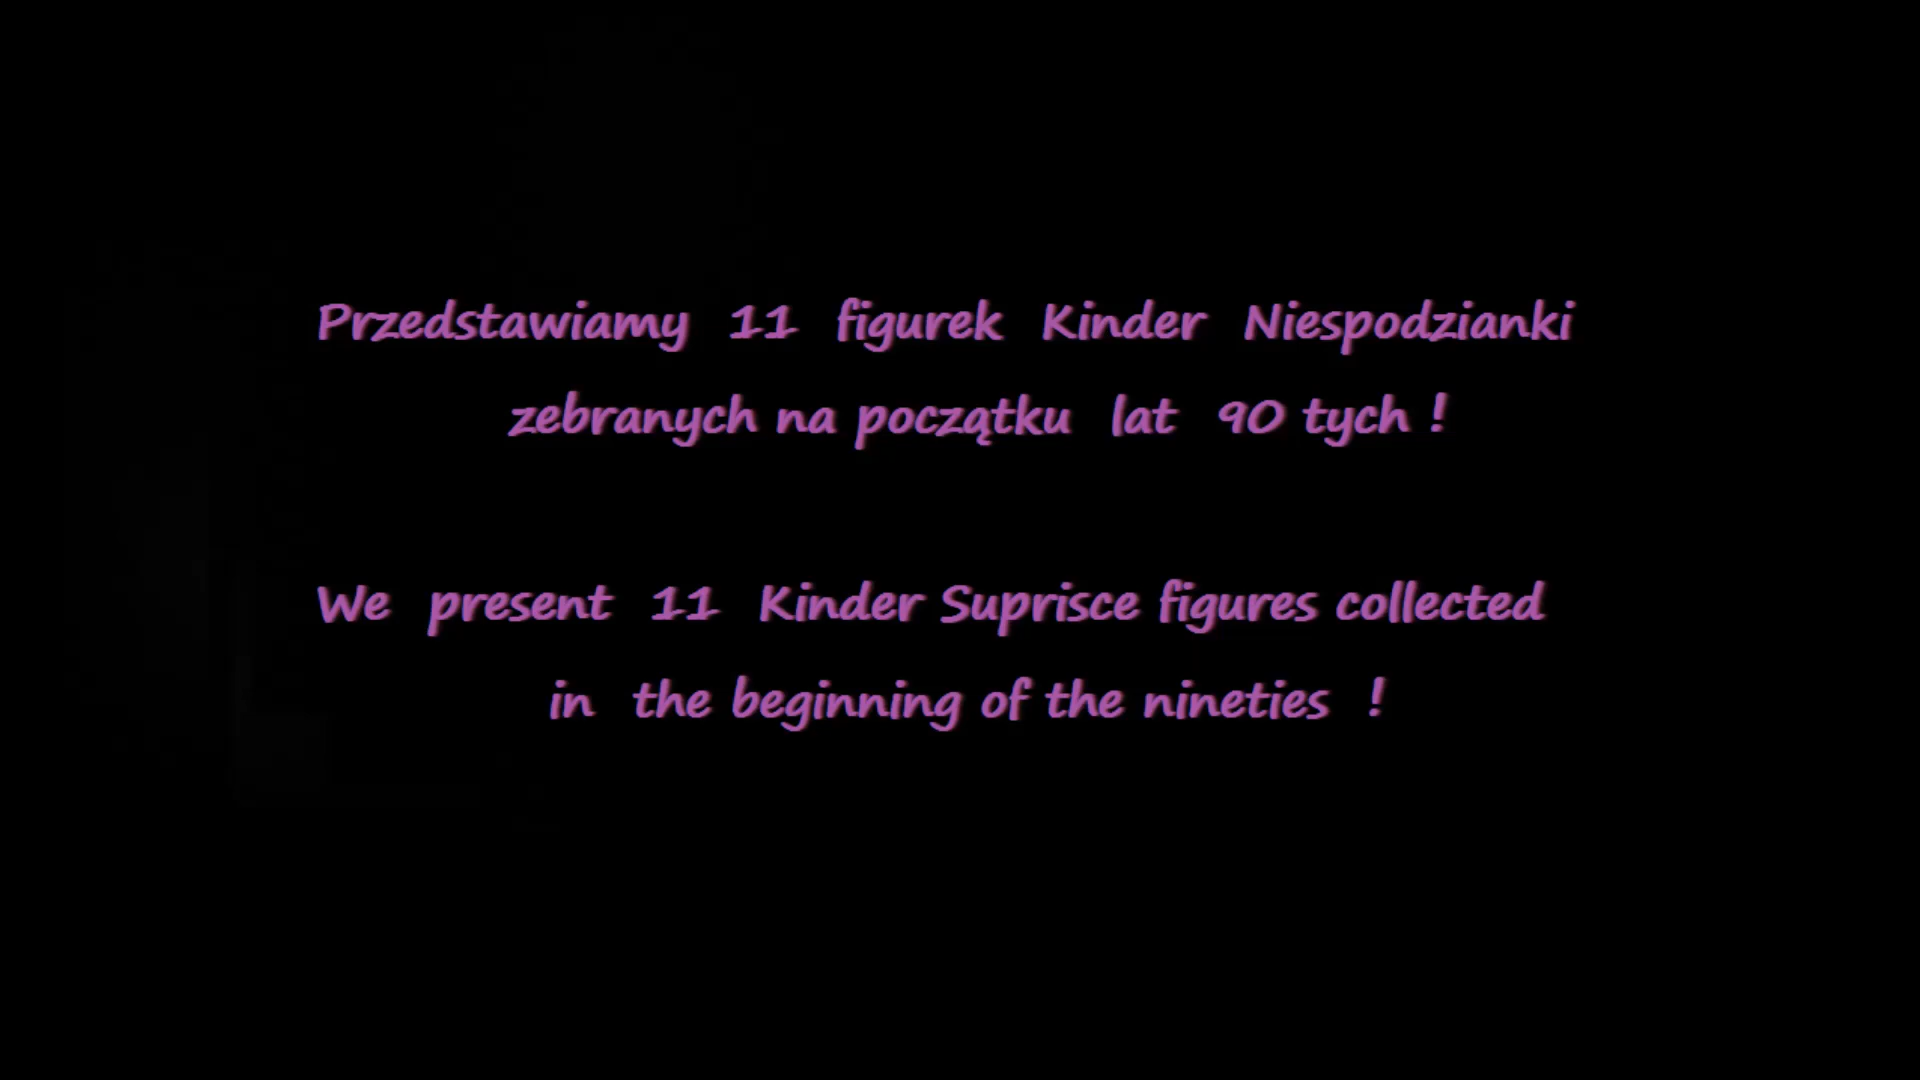 Przedstawiamy 11 figurek Kinder Niespodzianki
zebranych na początku lat 90 tych !
We present 11 Kinder Suprisce figures collected
in the beginning of the nineties !